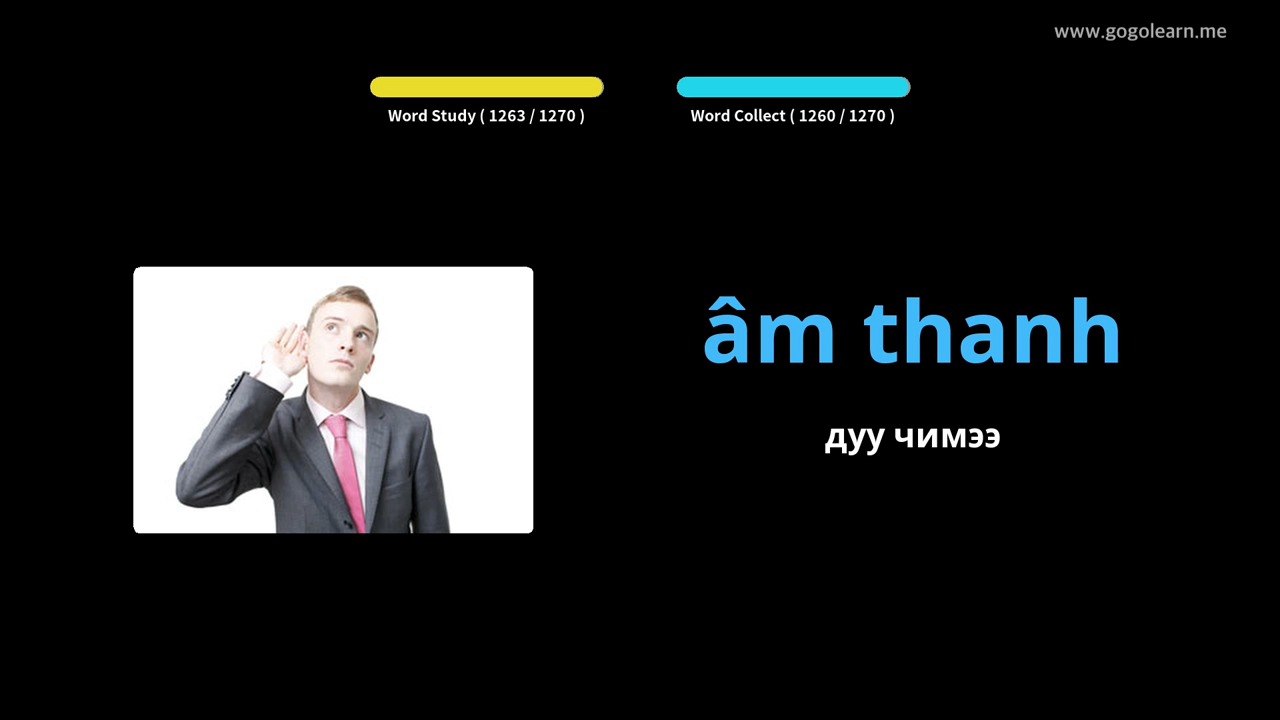 www.gogolearn.me
Word Study ( 1263 / 1270 )
Word Collect ( 1260 / 1270 )
âm thanh
дуу чимээ